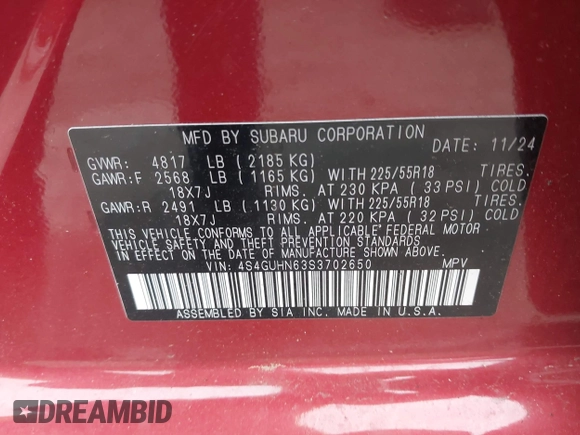 MFD BY SUBARU CORPORATION DATE: 11/24
GVWR: 4817 LB (2185 KG)
GAWR:F 2568 LB (1165 KG) WITH 225/55R18 TIRES.
18X7J RIMS. AT 230 KPA (33 PSI) COLD
GAWR:R 2491 LB (1130 KG) WITH 225/55R18 TIRES.
18X7J RIMS. AT 220 KPA (32 PSI) COLD
THIS VEHICLE CONFORMS TO ALL APPLICABLE FEDERAL MOTOR
VEHICLE SAFETY AND THEFT PREVENTION STANDARDS IN
EFFECT ON THE DATE OF MANUFACTURE SHOWN ABOVE.
VIN: 4S4GUHN63S3702650 MPV
ASSEMBLED BY SIA INC. IN U.S.A.
DREAMBID